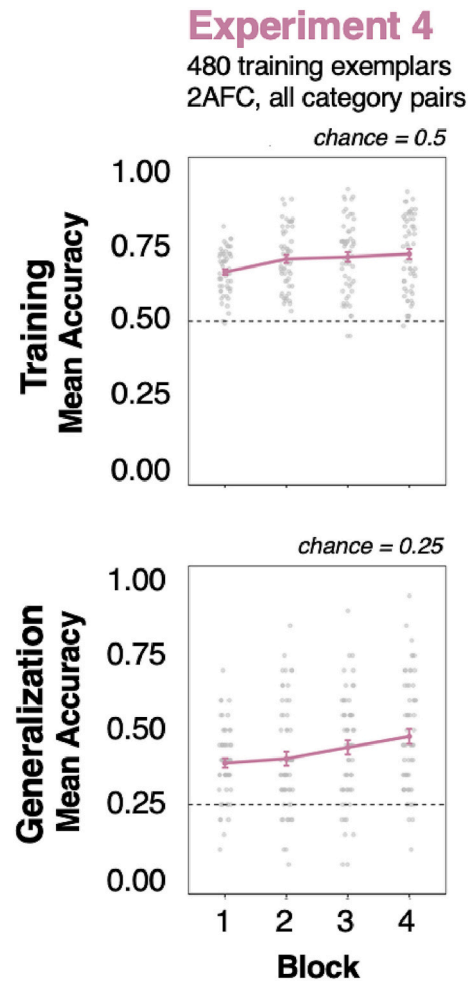 Experiment 4
480 training exemplars
2AFC, all category pairs
chance = 0.5
Training
Mean Accuracy
1.00
0.75
0.50
0.25
0.00
chance = 0.25
Generalization
Mean Accuracy
1.00
0.75
0.50
0.25
0.00
1 2 3 4
Block